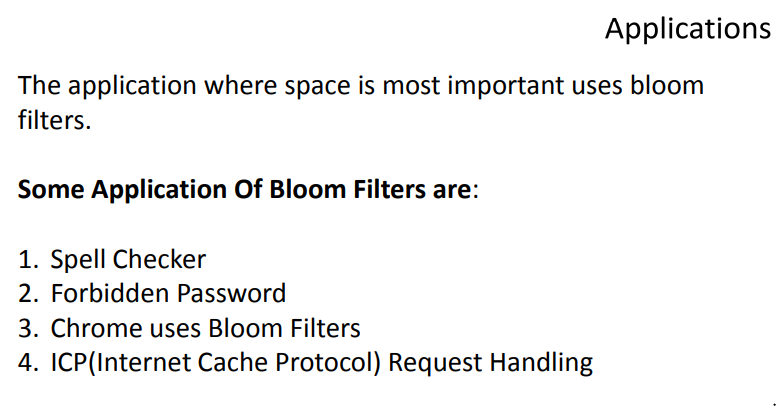 Applications
The application where space is most important uses bloom
filters.
Some Application Of Bloom Filters are:
1. Spell Checker
2. Forbidden Password
3. Chrome uses Bloom Filters
4. ICP(Internet Cache Protocol) Request Handling